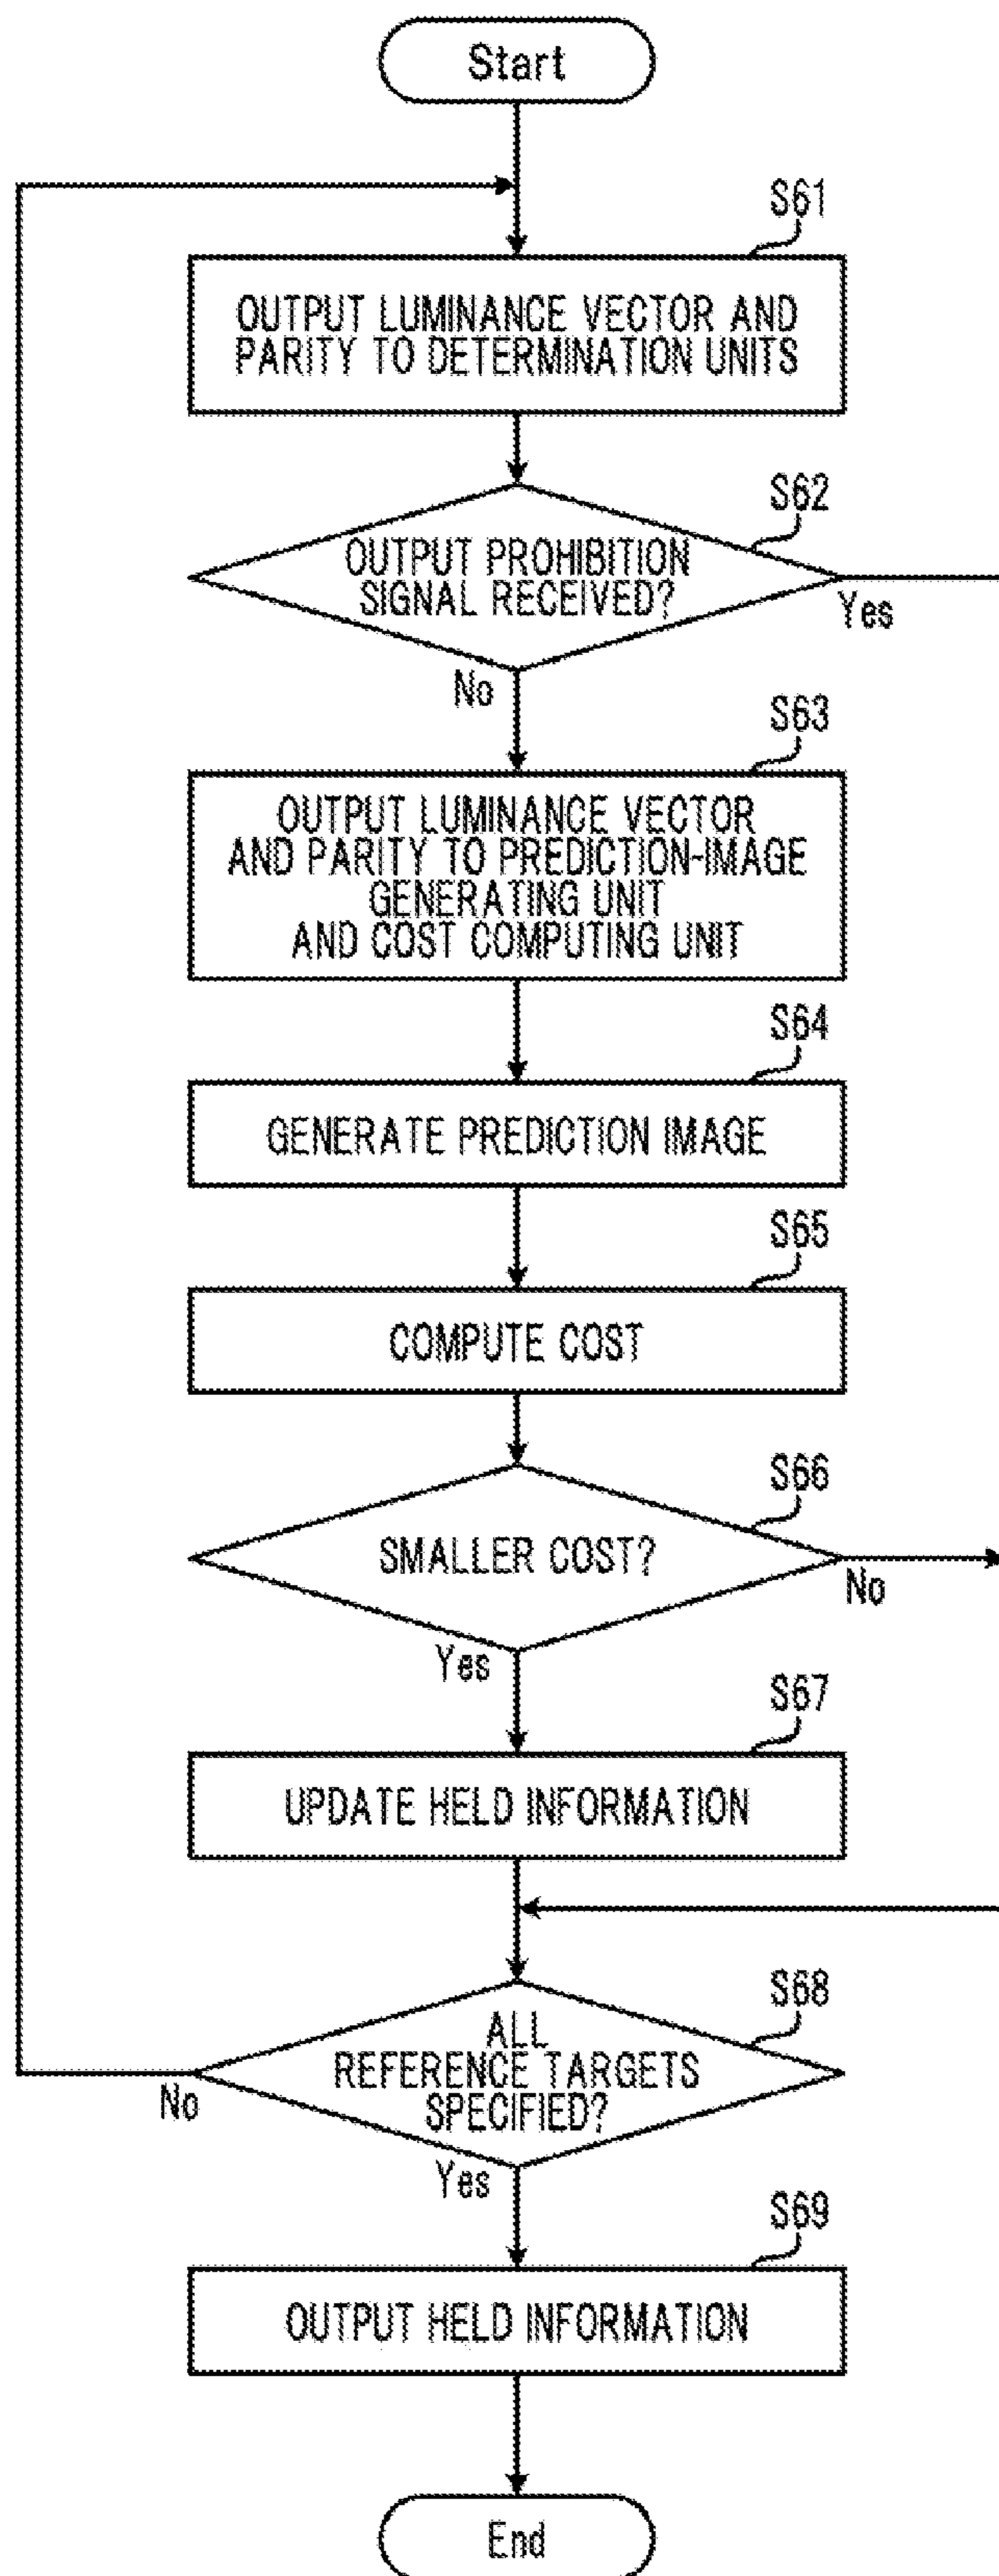 Start
S61
OUTPUT LUMINANCE VECTOR AND
PARITY TO DETERMINATION UNITS
S62
OUTPUT PROHIBITION
SIGNAL RECEIVED?
Yes
No
S63
OUTPUT LUMINANCE VECTOR
AND PARITY TO PREDICTION-IMAGE
GENERATING UNIT
AND COST COMPUTING UNIT
S64
GENERATE PREDICTION IMAGE
S65
COMPUTE COST
S66
SMALLER COST?
No
Yes
S67
UPDATE HELD INFORMATION
S68
ALL
REFERENCE TARGETS
SPECIFIED?
No
Yes
S69
OUTPUT HELD INFORMATION
End